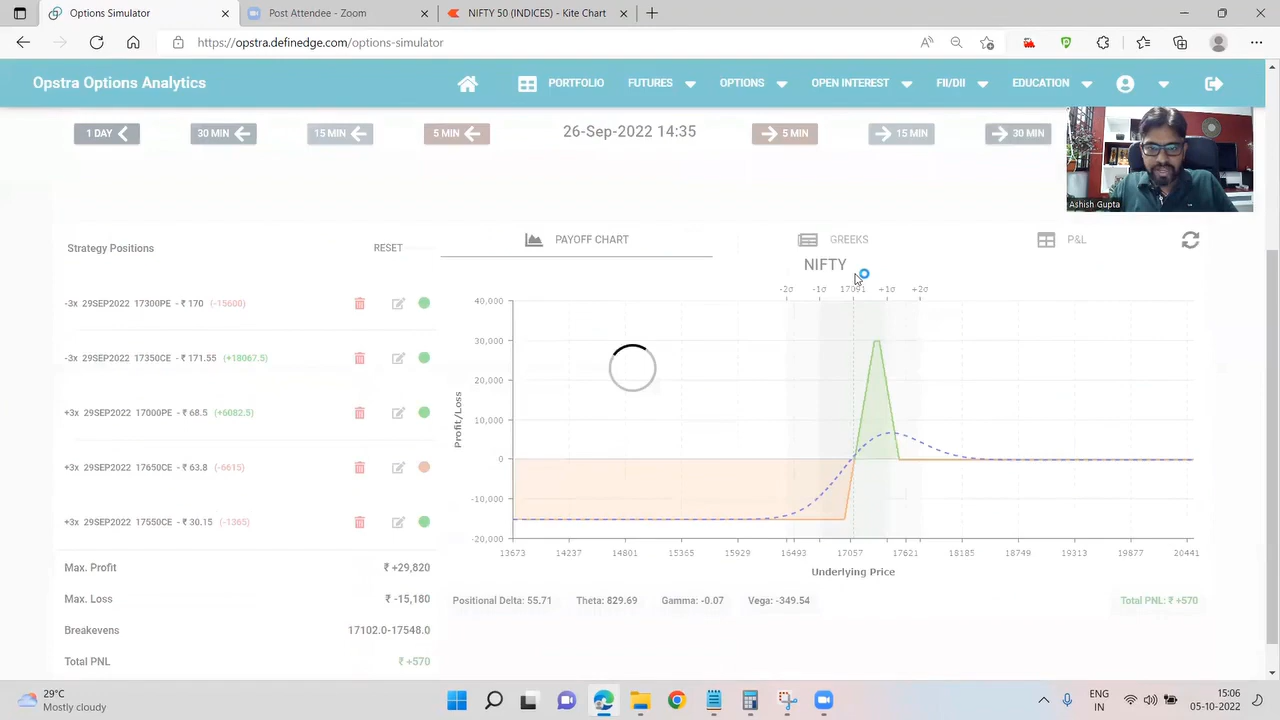 Options Simulator
Post Attendee - Zoom
NIFTY 50 (INDICES) - Kite Chart
https://opstra.definedge.com/options-simulator
Opstra Options Analytics
PORTFOLIO
FUTURES
OPTIONS
OPEN INTEREST
FII/DII
EDUCATION
1 DAY
30 MIN
15 MIN
5 MIN
26-Sep-2022 14:35
5 MIN
15 MIN
30 MIN
Ashish Gupta
Strategy Positions
RESET
-3x 29SEP2022 17300PE - ₹ 170 (-15600)
-3x 29SEP2022 17350CE - ₹ 171.55 (+18067.5)
+3x 29SEP2022 17000PE - ₹ 68.5 (+6082.5)
+3x 29SEP2022 17650CE - ₹ 63.8 (-6615)
+3x 29SEP2022 17550CE - ₹ 30.15 (-1365)
Max. Profit ₹ +29,820
Max. Loss ₹ -15,180
Breakevens 17102.0-17548.0
Total PNL ₹ +570
PAYOFF CHART
GREEKS
P&L
NIFTY
-2σ -1σ 17091 +1σ +2σ
40,000
30,000
20,000
10,000
0
-10,000
-20,000
Profit/Loss
13673 14237 14801 15365 15929 16493 17057 17621 18185 18749 19313 19877 20441
Underlying Price
Positional Delta: 55.71 Theta: 829.69 Gamma: -0.07 Vega: -349.54
Total PNL: ₹ +570
29°C
Mostly cloudy
ENG
IN
15:06
05-10-2022